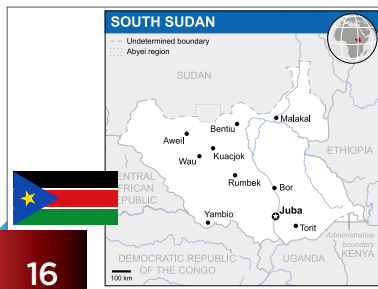 SOUTH SUDAN
Undetermined boundary
Abyei region
SUDAN
Malakal
Bentiu
Aweil
Kuacjok
Wau
ETHIOPIA
CENTRAL
AFRICAN
REPUBLIC
Rumbek
Bor
Yambio
Juba
Torit
Administrative
boundary
KENYA
DEMOCRATIC REPUBLIC
OF THE CONGO
UGANDA
100 km
16